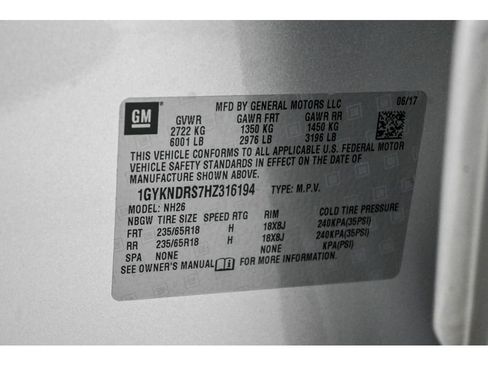 MFD BY GENERAL MOTORS LLC 06/17
GM
GVWR GAWR FRT GAWR RR
2722 KG 1350 KG 1450 KG
6001 LB 2976 LB 3196 LB
THIS VEHICLE CONFORMS TO ALL APPLICABLE U.S. FEDERAL MOTOR
VEHICLE SAFETY STANDARDS IN EFFECT ON THE DATE OF
MANUFACTURE SHOWN ABOVE.
1GYKNDRS7HZ316194 TYPE: M.P.V.
MODEL: NH26
NBGW TIRE SIZE SPEED RTG RIM COLD TIRE PRESSURE
FRT 235/65R18 H 18X8J 240KPA(35PSI)
RR 235/65R18 H 18X8J 240KPA(35PSI)
SPA NONE NONE KPA(PSI)
SEE OWNER'S MANUAL FOR MORE INFORMATION.